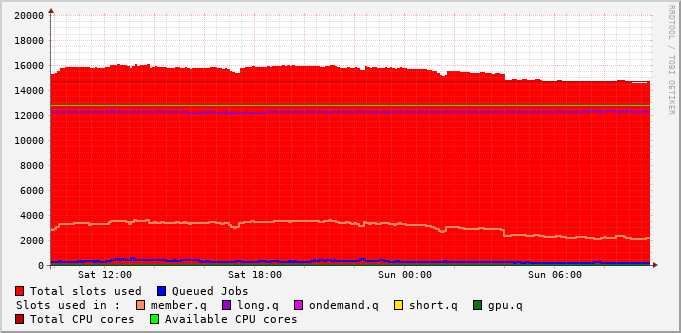 20000
18000
16000
14000
12000
10000
8000
6000
4000
2000
0
Sat 12:00 Sat 18:00 Sun 00:00 Sun 06:00
RRDTOOL / TOBI OETIKER
Total slots used Queued Jobs
Slots used in : member.q long.q ondemand.q short.q gpu.q
Total CPU cores Available CPU cores